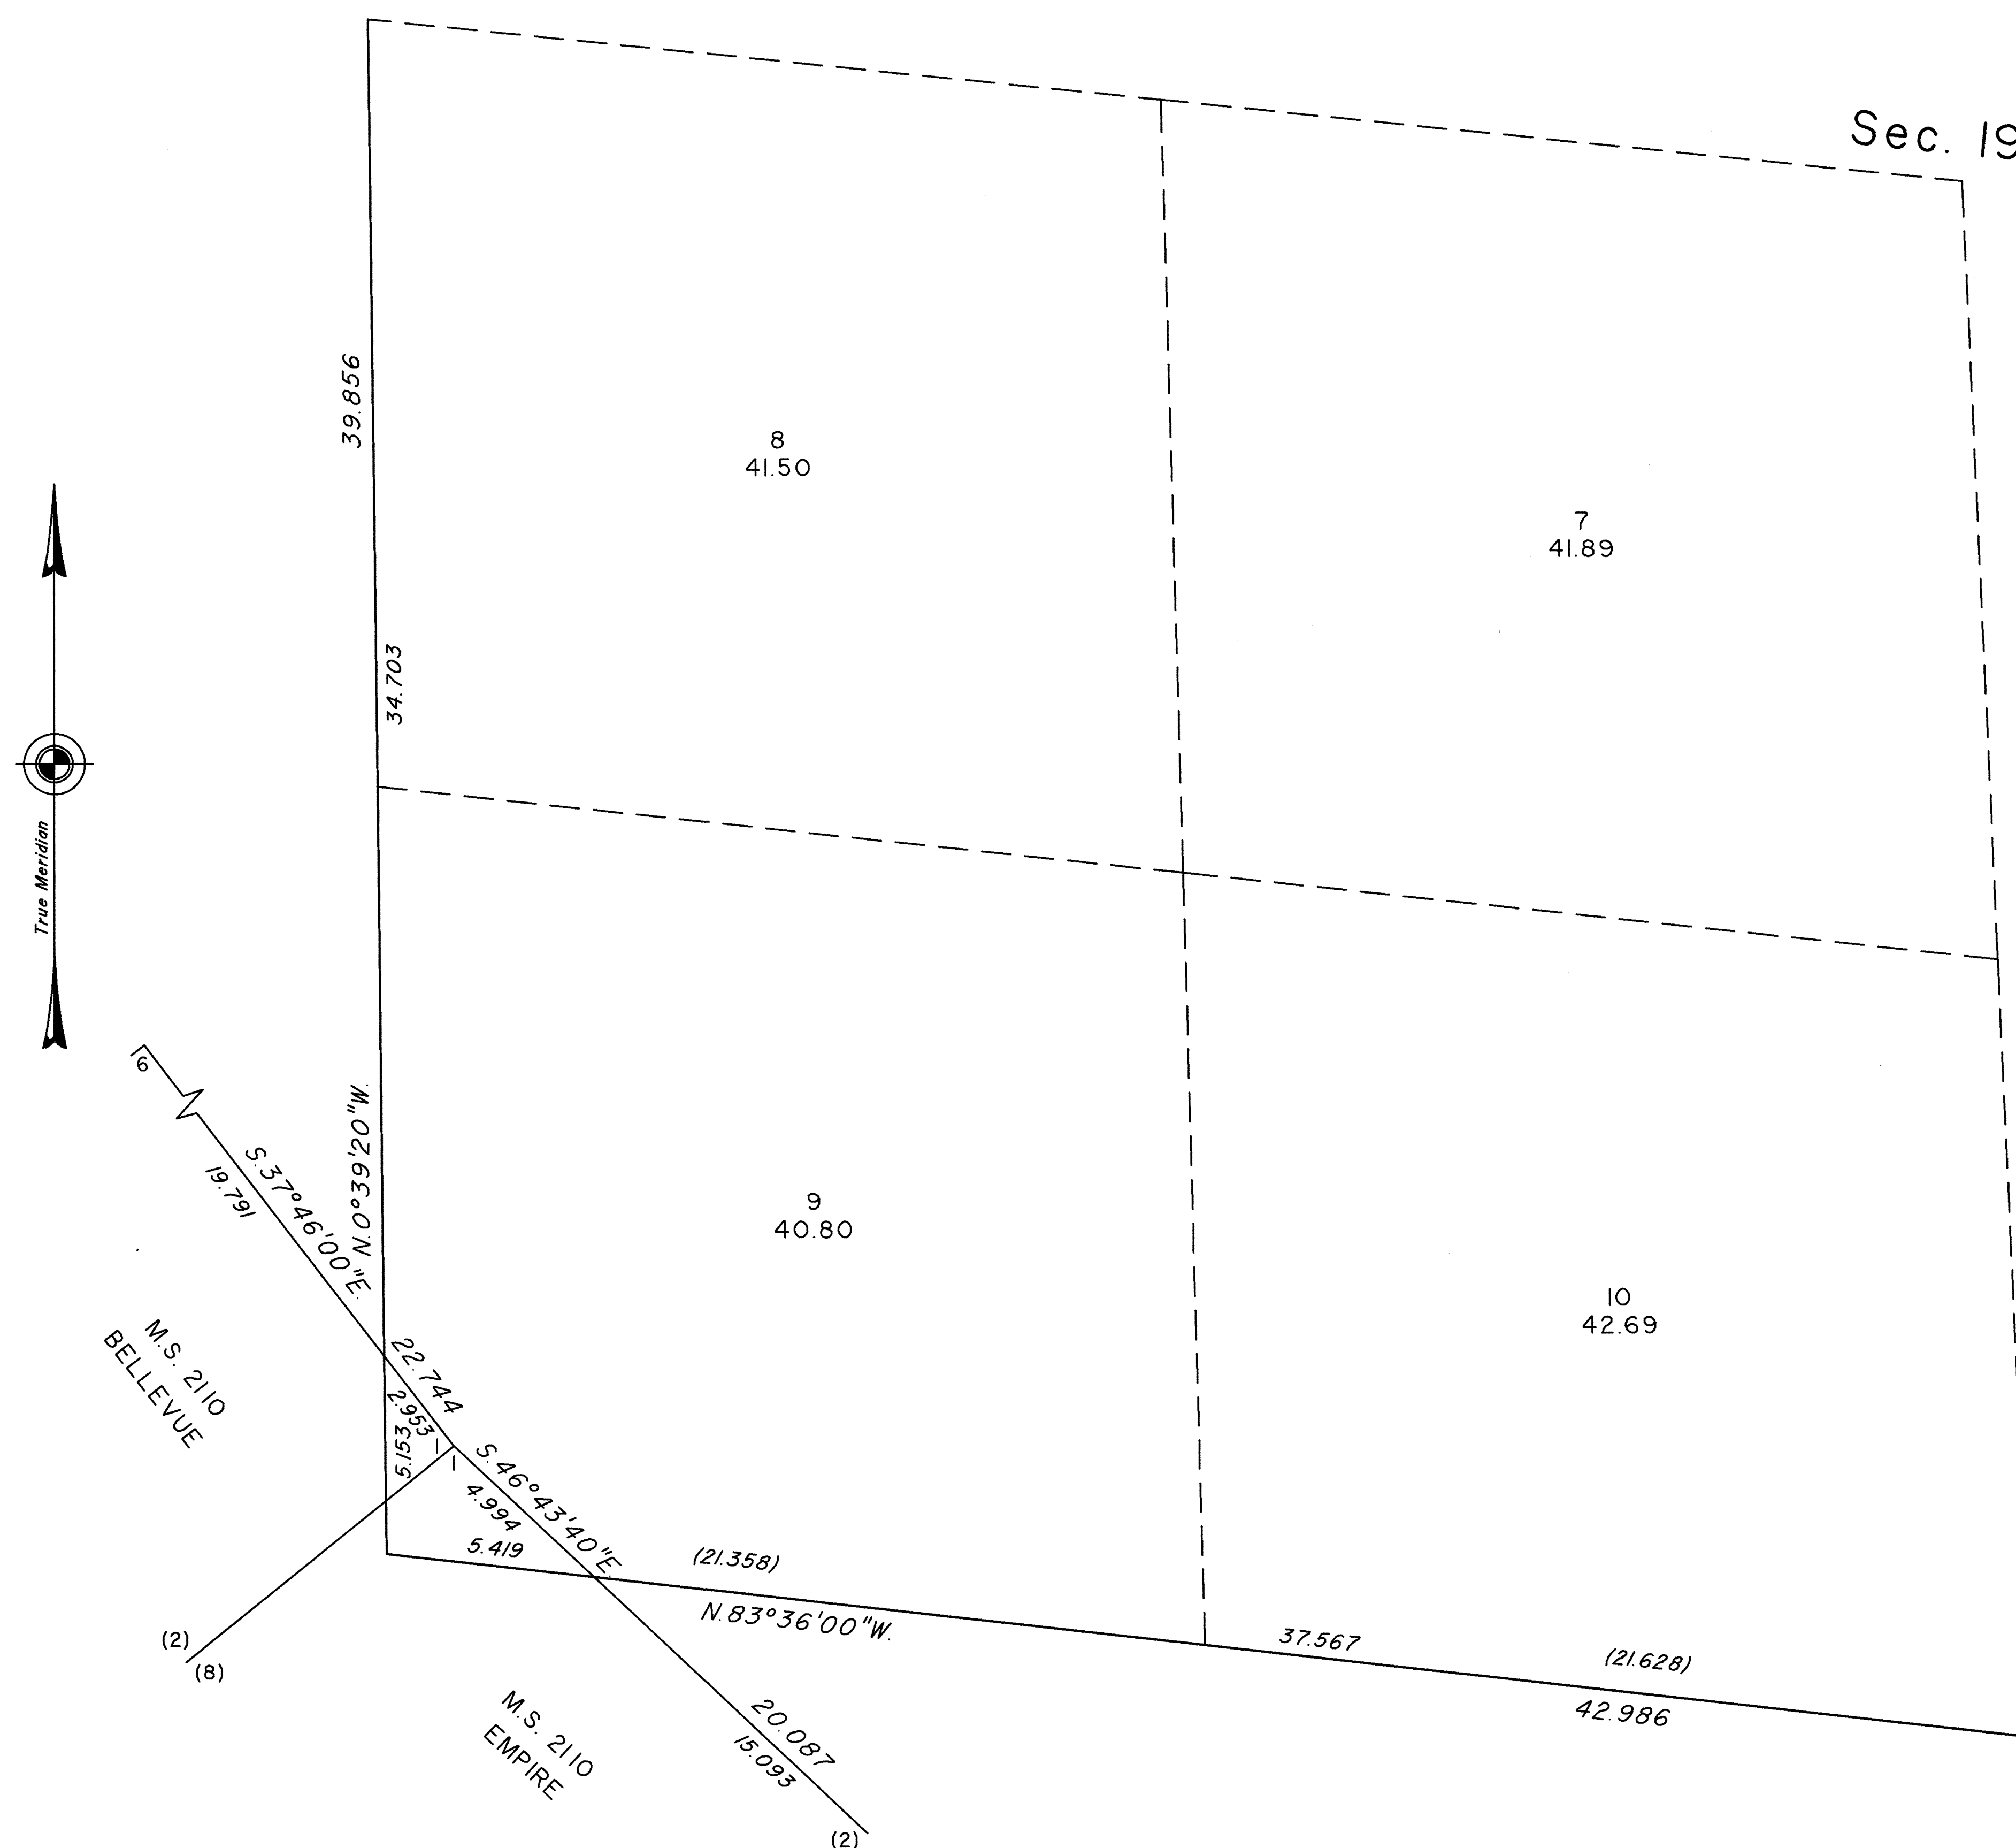 Sec. 19
39.856
8
41.50
7
41.89
34.703
True Meridian
6
N.0°39'20"W.
S.37°46'00"E.
19.791
9
40.80
10
42.69
M.S. 2110
BELLEVUE
22.744
2.953
5.153
1
1
S.46°43'40"E.
4.994
5.419
(21.358)
N.83°36'00"W.
37.567
(21.628)
42.986
(2)
(8)
M.S. 2110
EMPIRE
20.087
15.093
(2)